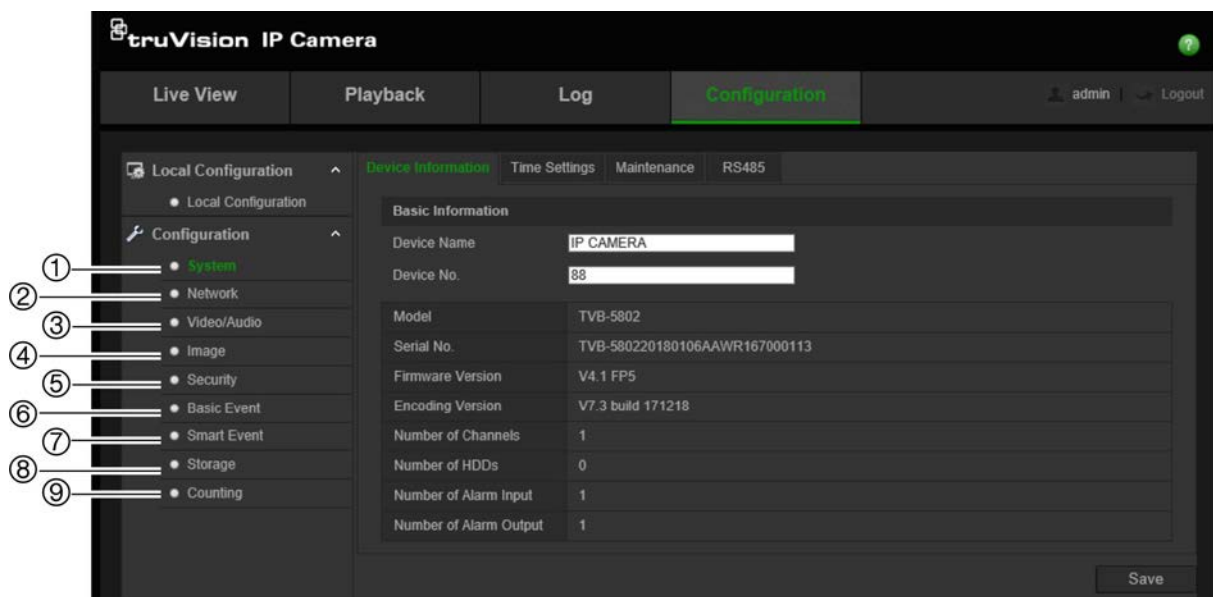 truVision IP Camera
?
Live View Playback Log Configuration admin | Logout
Local Configuration
Local Configuration
Configuration
① System
② Network
③ Video/Audio
④ Image
⑤ Security
⑥ Basic Event
⑦ Smart Event
⑧ Storage
⑨ Counting
Device Information Time Settings Maintenance RS485
Basic Information
Device Name IP CAMERA
Device No. 88
Model TVB-5802
Serial No. TVB-580220180106AAWR167000113
Firmware Version V4.1 FP5
Encoding Version V7.3 build 171218
Number of Channels 1
Number of HDDs 0
Number of Alarm Input 1
Number of Alarm Output 1
Save